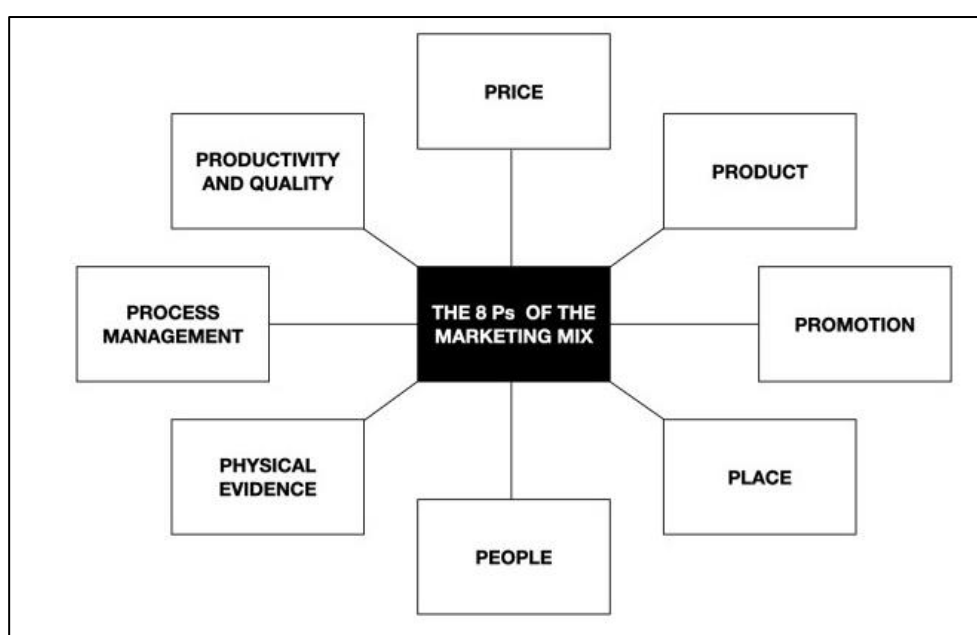 PRICE
PRODUCTIVITY
AND QUALITY
PRODUCT
THE 8 Ps OF THE
MARKETING MIX
PROCESS
MANAGEMENT
PROMOTION
PHYSICAL
EVIDENCE
PLACE
PEOPLE